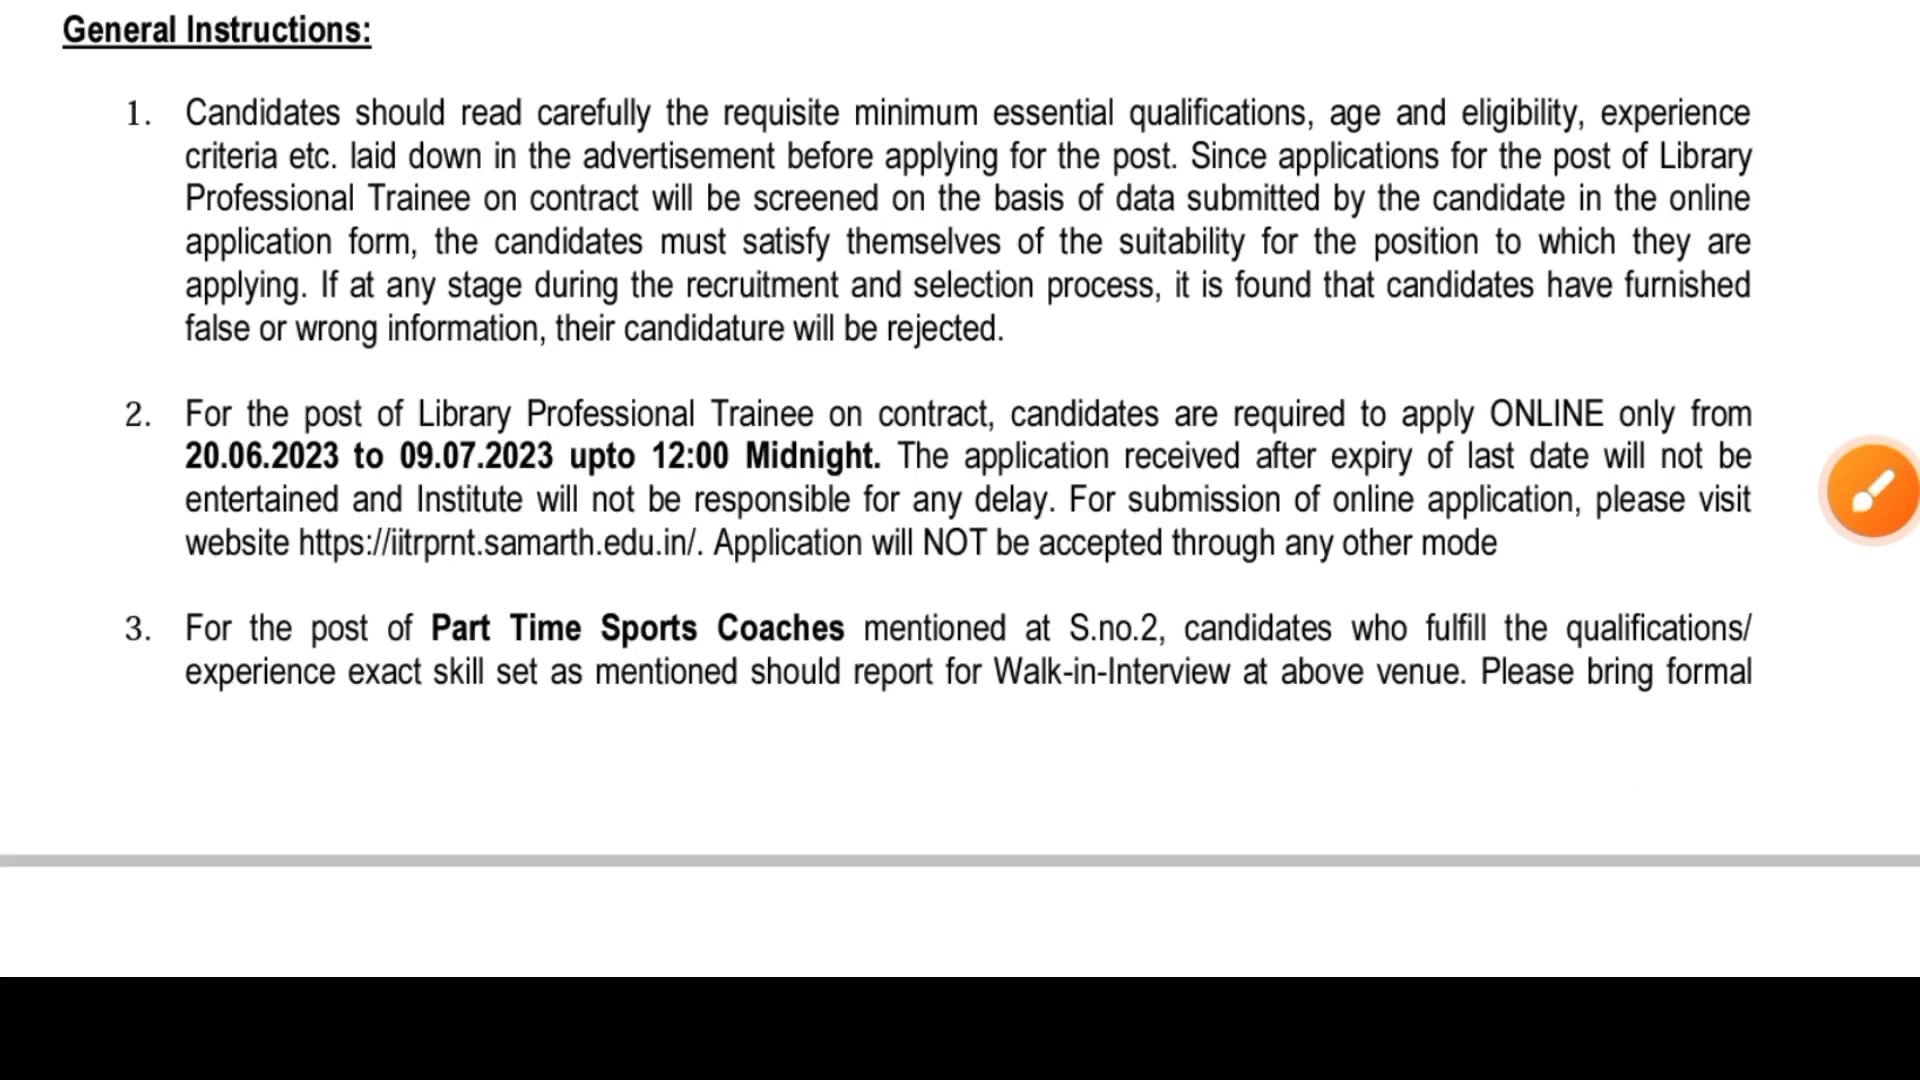 General Instructions:
1. Candidates should read carefully the requisite minimum essential qualifications, age and eligibility, experience
criteria etc. laid down in the advertisement before applying for the post. Since applications for the post of Library
Professional Trainee on contract will be screened on the basis of data submitted by the candidate in the online
application form, the candidates must satisfy themselves of the suitability for the position to which they are
applying. If at any stage during the recruitment and selection process, it is found that candidates have furnished
false or wrong information, their candidature will be rejected.
2. For the post of Library Professional Trainee on contract, candidates are required to apply ONLINE only from
20.06.2023 to 09.07.2023 upto 12:00 Midnight. The application received after expiry of last date will not be
entertained and Institute will not be responsible for any delay. For submission of online application, please visit
website https://iitrprnt.samarth.edu.in/. Application will NOT be accepted through any other mode
3. For the post of Part Time Sports Coaches mentioned at S.no.2, candidates who fulfill the qualifications/
experience exact skill set as mentioned should report for Walk-in-Interview at above venue. Please bring formal